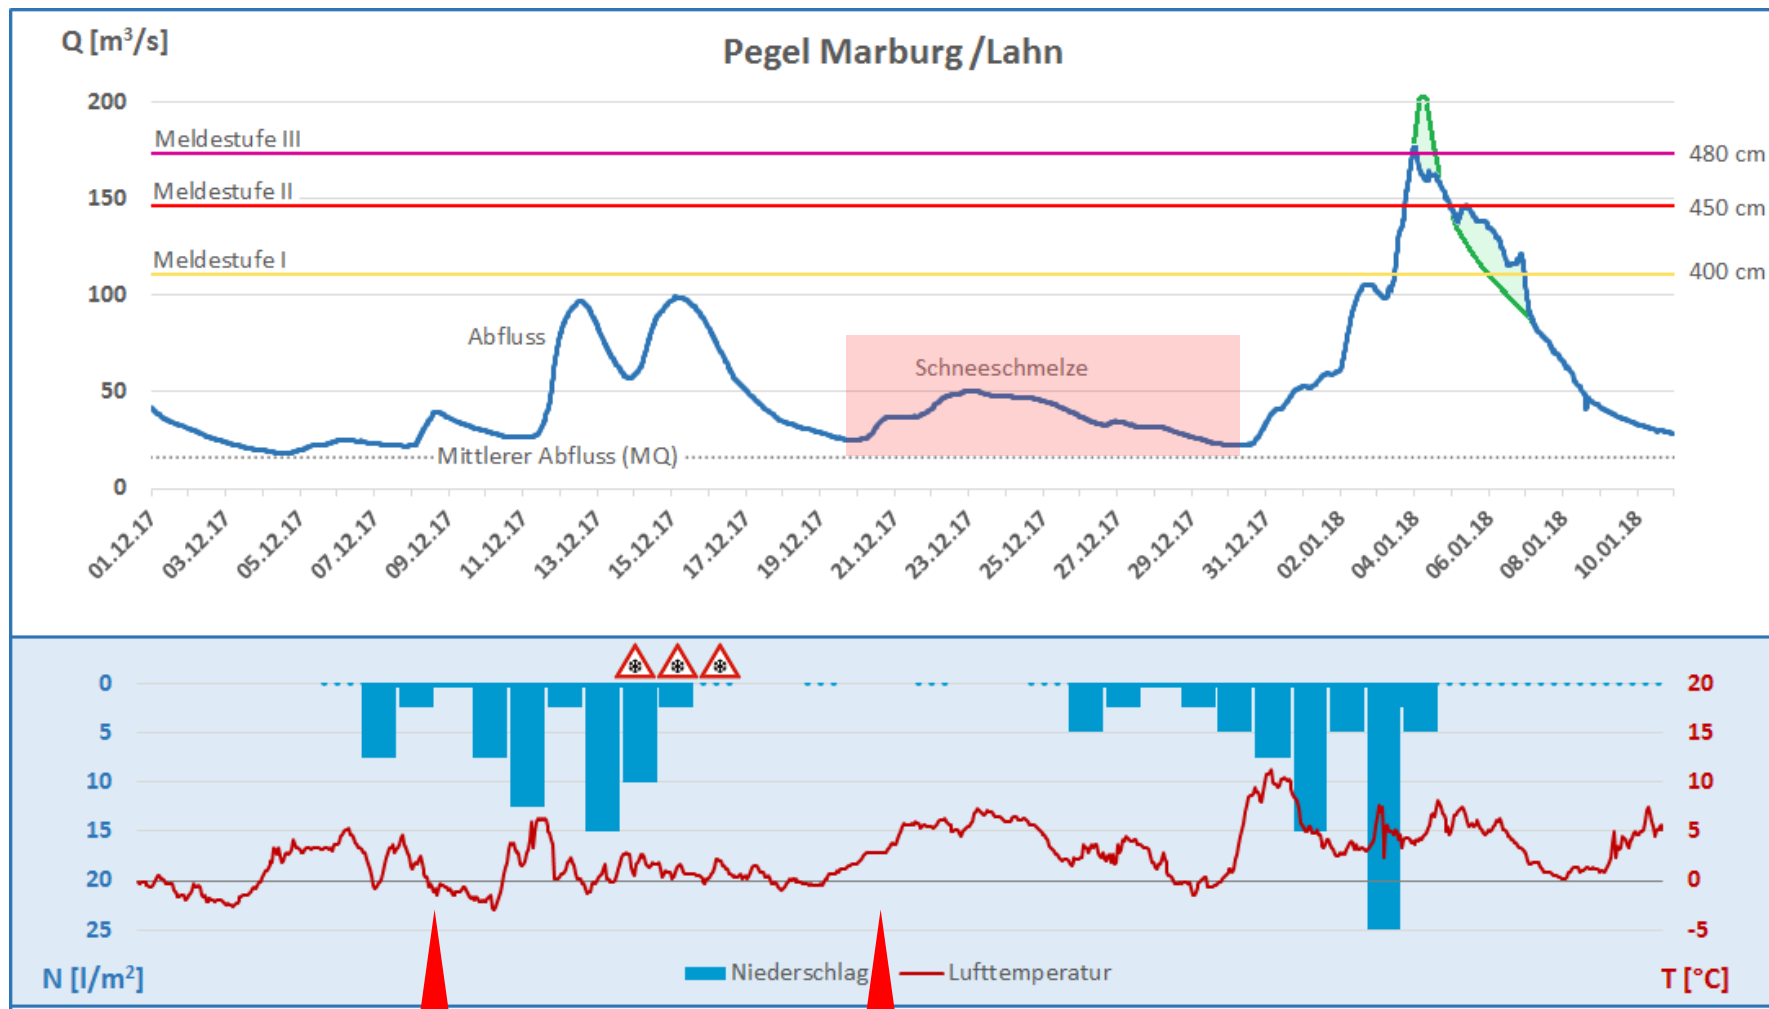 Q [m³/s]
Pegel Marburg /Lahn
200
Meldestufe III
480 cm
150
Meldestufe II
450 cm
Meldestufe I
400 cm
100
Abfluss
Schneeschmelze
50
Mittlerer Abfluss (MQ)
0
01.12.17 03.12.17 05.12.17 07.12.17 09.12.17 11.12.17 13.12.17 15.12.17 17.12.17 19.12.17 21.12.17 23.12.17 25.12.17 27.12.17 29.12.17 31.12.17 02.01.18 04.01.18 06.01.18 08.01.18 10.01.18
0 20
5 15
10 10
15 5
20 0
25 -5
N [l/m²]
Niederschlag
Lufttemperatur
T [°C]